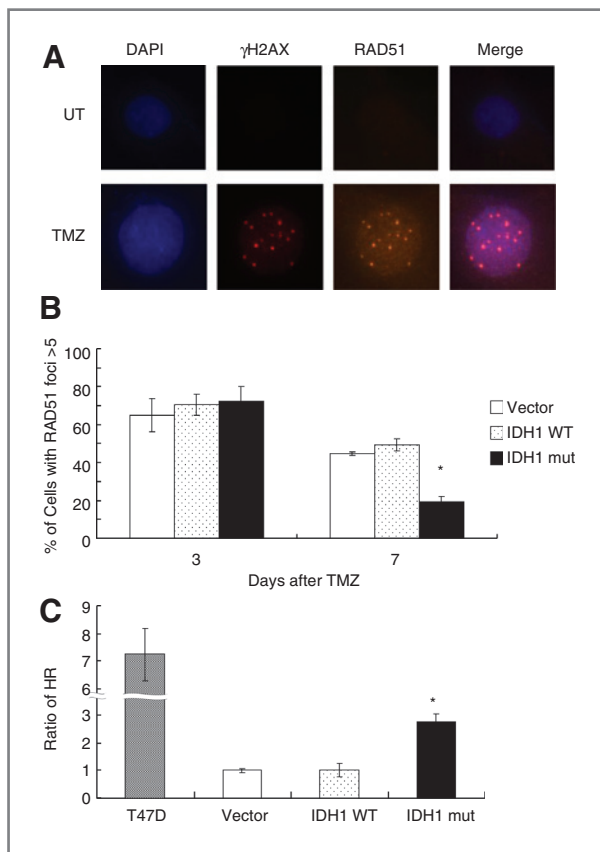 A
DAPI γH2AX RAD51 Merge
UT
TMZ
B
% of Cells with RAD51 foci >5
100
80
60
40
20
0
3 7
Days after TMZ
Vector
IDH1 WT
IDH1 mut
*
C
Ratio of HR
9
8
7
6
3
2
1
0
*
T47D Vector IDH1 WT IDH1 mut